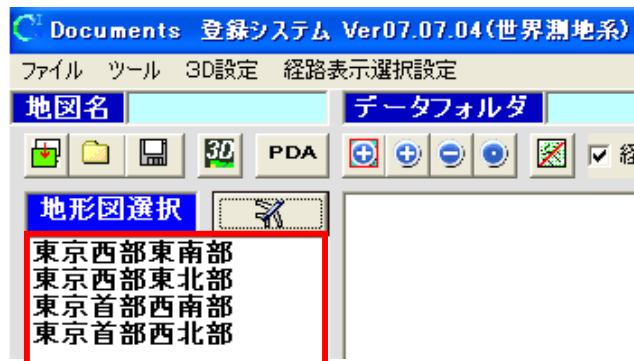 Documents 登録システム Ver07.07.04(世界測地系)
ファイル ツール 3D設定 経路表示選択設定
地図名 データフォルダ
3D PDA
地形図選択
東京西部東南部
東京西部東北部
東京首部西南部
東京首部西北部